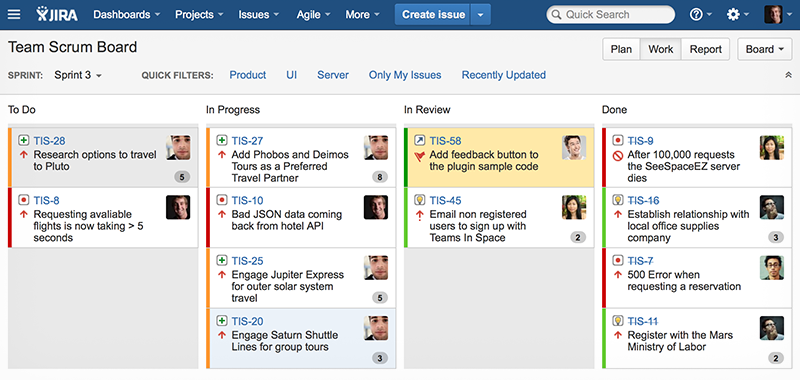 JIRA Dashboards Projects Issues Agile More Create issue Quick Search
Team Scrum Board Plan Work Report Board
SPRINT: Sprint 3 QUICK FILTERS: Product UI Server Only My Issues Recently Updated
To Do
TIS-28
Research options to travel
to Pluto
5
TIS-8
Requesting avaliable
flights is now taking > 5
seconds
In Progress
TIS-27
Add Phobos and Deimos
Tours as a Preferred
Travel Partner
8
TIS-10
Bad JSON data coming
back from hotel API
TIS-25
Engage Jupiter Express
for outer solar system
travel
5
TIS-20
Engage Saturn Shuttle
Lines for group tours
3
In Review
TIS-58
Add feedback button to
the plugin sample code
TIS-45
Email non registered
users to sign up with
Teams In Space
2
Done
TIS-9
After 100,000 requests
the SeeSpaceEZ server
dies
TIS-16
Establish relationship with
local office supplies
company
3
TIS-7
500 Error when
requesting a reservation
TIS-11
Register with the Mars
Ministry of Labor
2